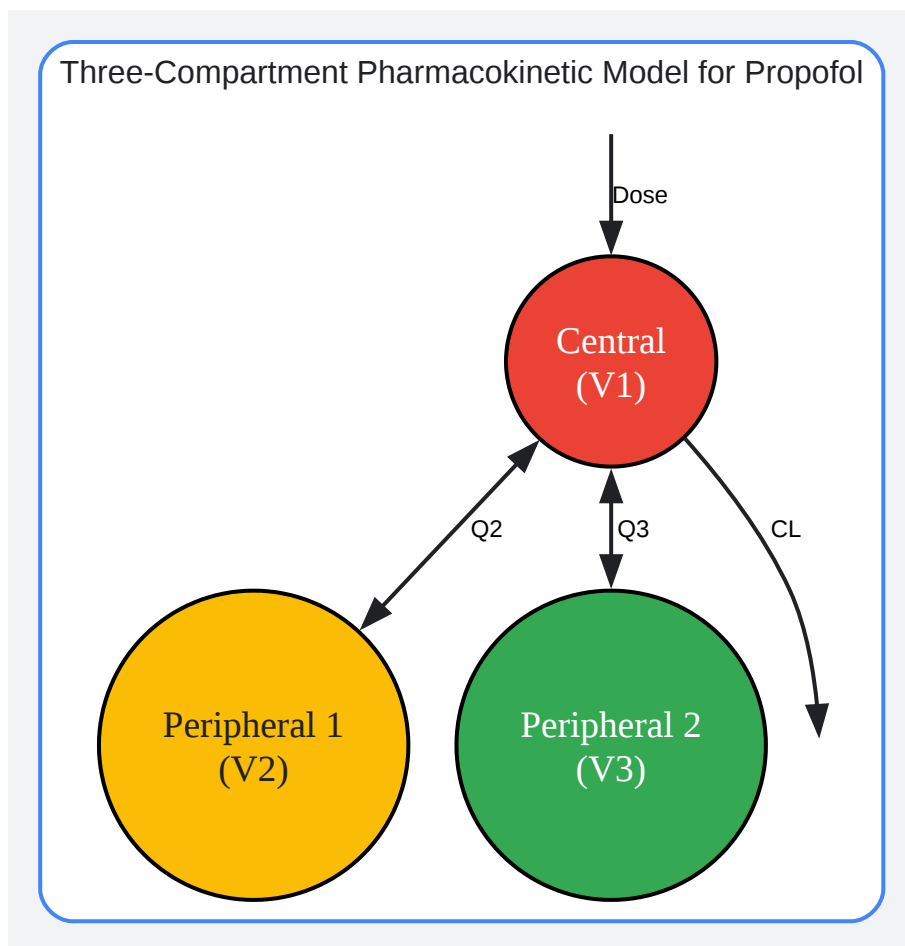 Three-Compartment Pharmacokinetic Model for Propofol
Dose
Central
(V1)
Q2
Q3
CL
Peripheral 1
(V2)
Peripheral 2
(V3)